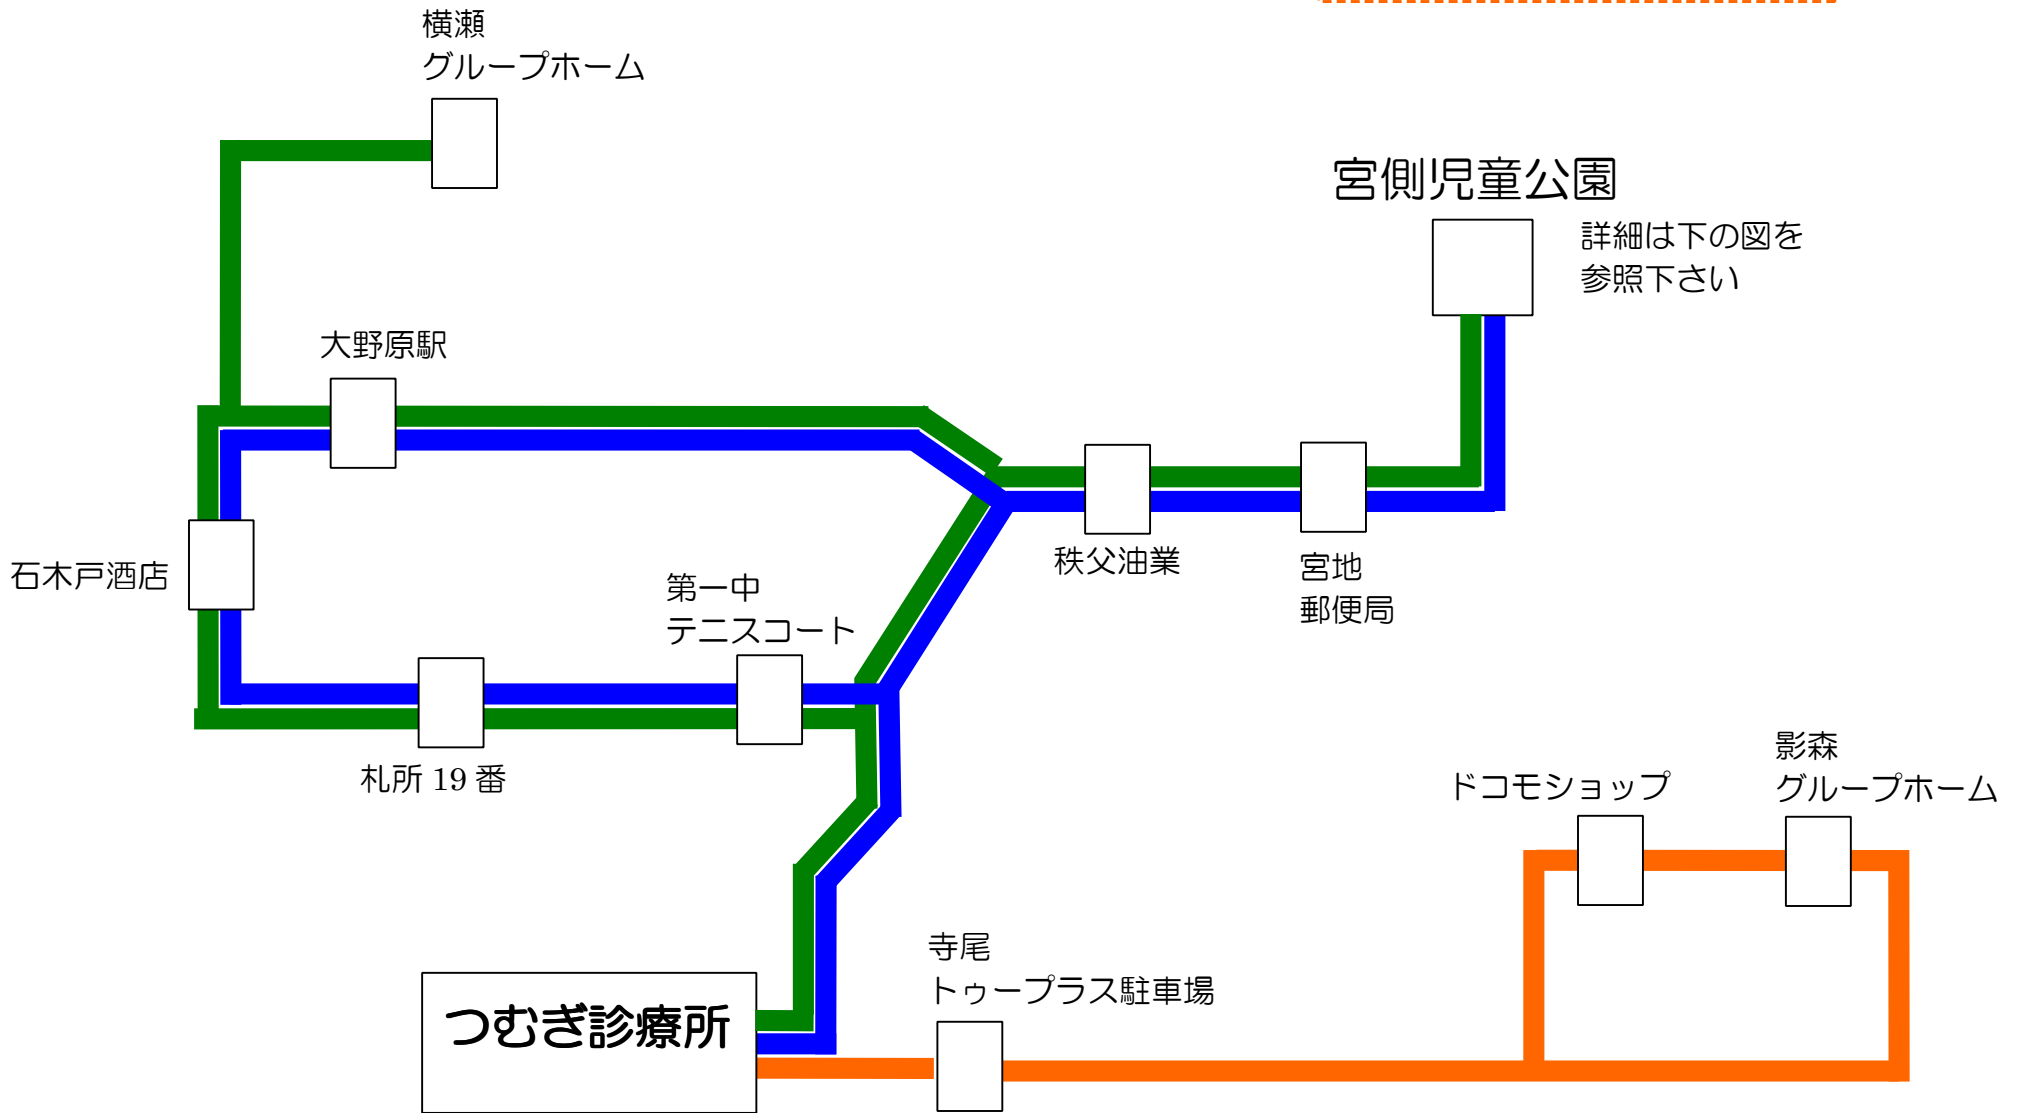 横瀬
グループホーム
宮側児童公園
詳細は下の図を
参照下さい
大野原駅
石木戸酒店
第一中
テニスコート
秩父油業
宮地
郵便局
札所 19 番
影森
グループホーム
ドコモショップ
寺尾
トゥープラス駐車場
つむぎ診療所